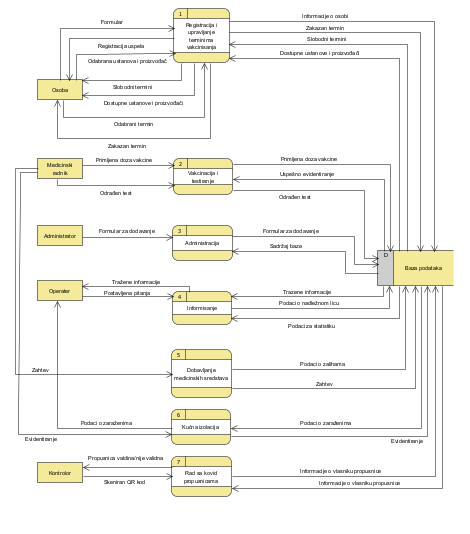 1
Registracija i
upravljanje
terminima
vakcinisanja
Formular
Registracija uspela
Odabrana ustanova i proizvođač
Slobodni termini
Dostupne ustanove i proizvođači
Odabrani termin
Zakazan termin
Osoba
Informacije o osobi
Zakazan termin
Slobodni termini
Dostupne ustanove i proizvođači
Medicinski
radnik
Primljena doza vakcine
Odrađen test
2
Vakcinacija i
testiranje
Primljena doza vakcine
Uspešno evidentiranje
Odrađen test
Administrator
Formular za dodavanje
3
Administracija
Formular za dodavanje
Sadržaj baze
D
Baza podataka
Operater
Tražene informacije
Postavljena pitanja
4
Informisanje
Tražene informacije
Podaci o nadležnom licu
Podaci za statistiku
5
Dobavljanje
medicinskih sredstava
Zahtev
Podaci o zalihama
Zahtev
6
Kućna izolacija
Podaci o zaraženima
Evidentiranje
Podaci o zaraženima
Evidentiranje
Kontrolor
Propusnica validna/nije validna
Skeniran QR kod
7
Rad sa kovid
propusnicama
Informacije o vlasniku propusnice
Informacije o vlasniku propusnice